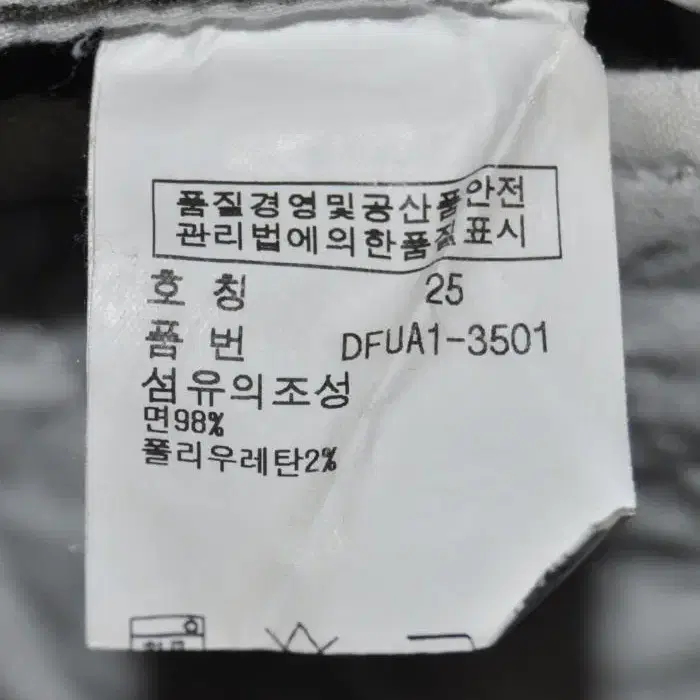 품질경영및공산품안전
관리법에의한품질표시
호 칭 25
품 번 DFUA1-3501
섬유의조성
면98%
폴리우레탄2%